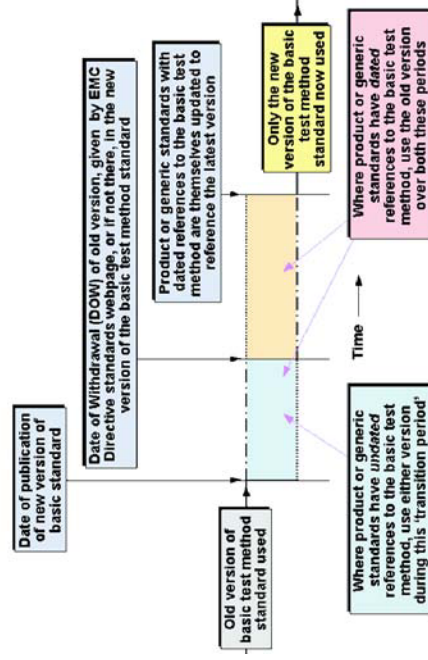 Date of publication
of new version of
basic standard
Date of Withdrawal (DOW) of old version, given by EMC
Directive standards webpage, or if not there, in the new
version of the basic test method standard
Product or generic standards with
dated references to the basic test
method are themselves updated to
reference the latest version
Old version of
basic test method
standard used
Only the new
version of the basic
test method
standard now used
Time
Where product or generic
standards have undated
references to the basic test
method, use either version
during this 'transition period'
Where product or generic
standards have dated
references to the basic test
method, use the old version
over both these periods